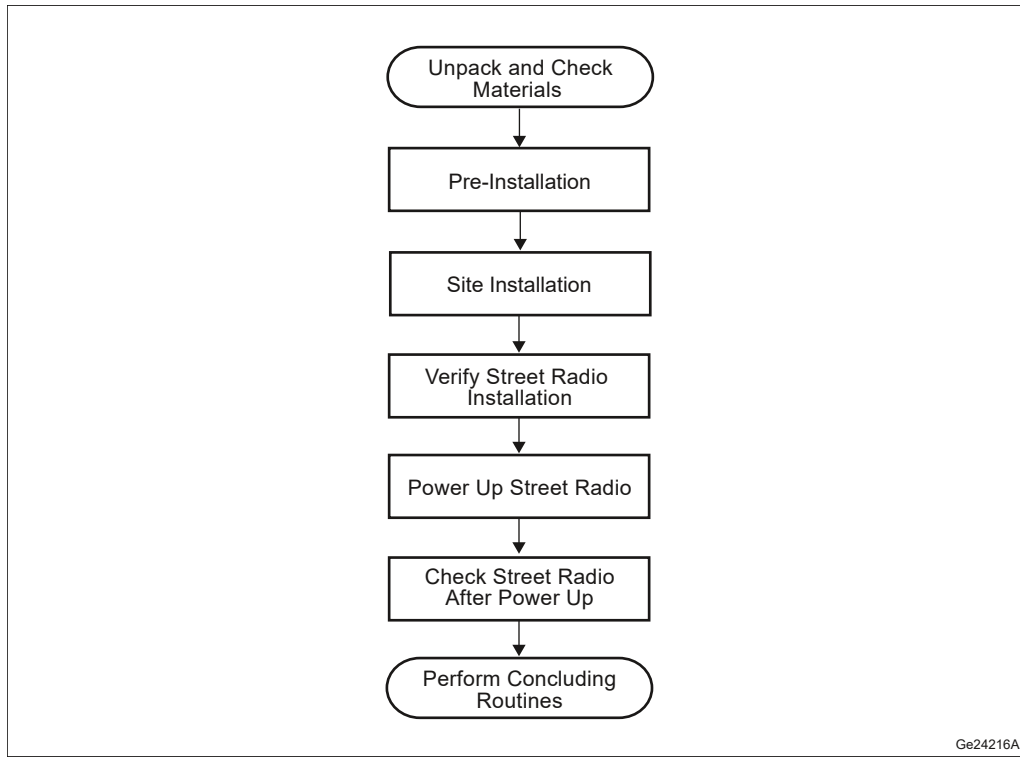 Unpack and Check
Materials
Pre-Installation
Site Installation
Verify Street Radio
Installation
Power Up Street Radio
Check Street Radio
After Power Up
Perform Concluding
Routines
Ge24216A